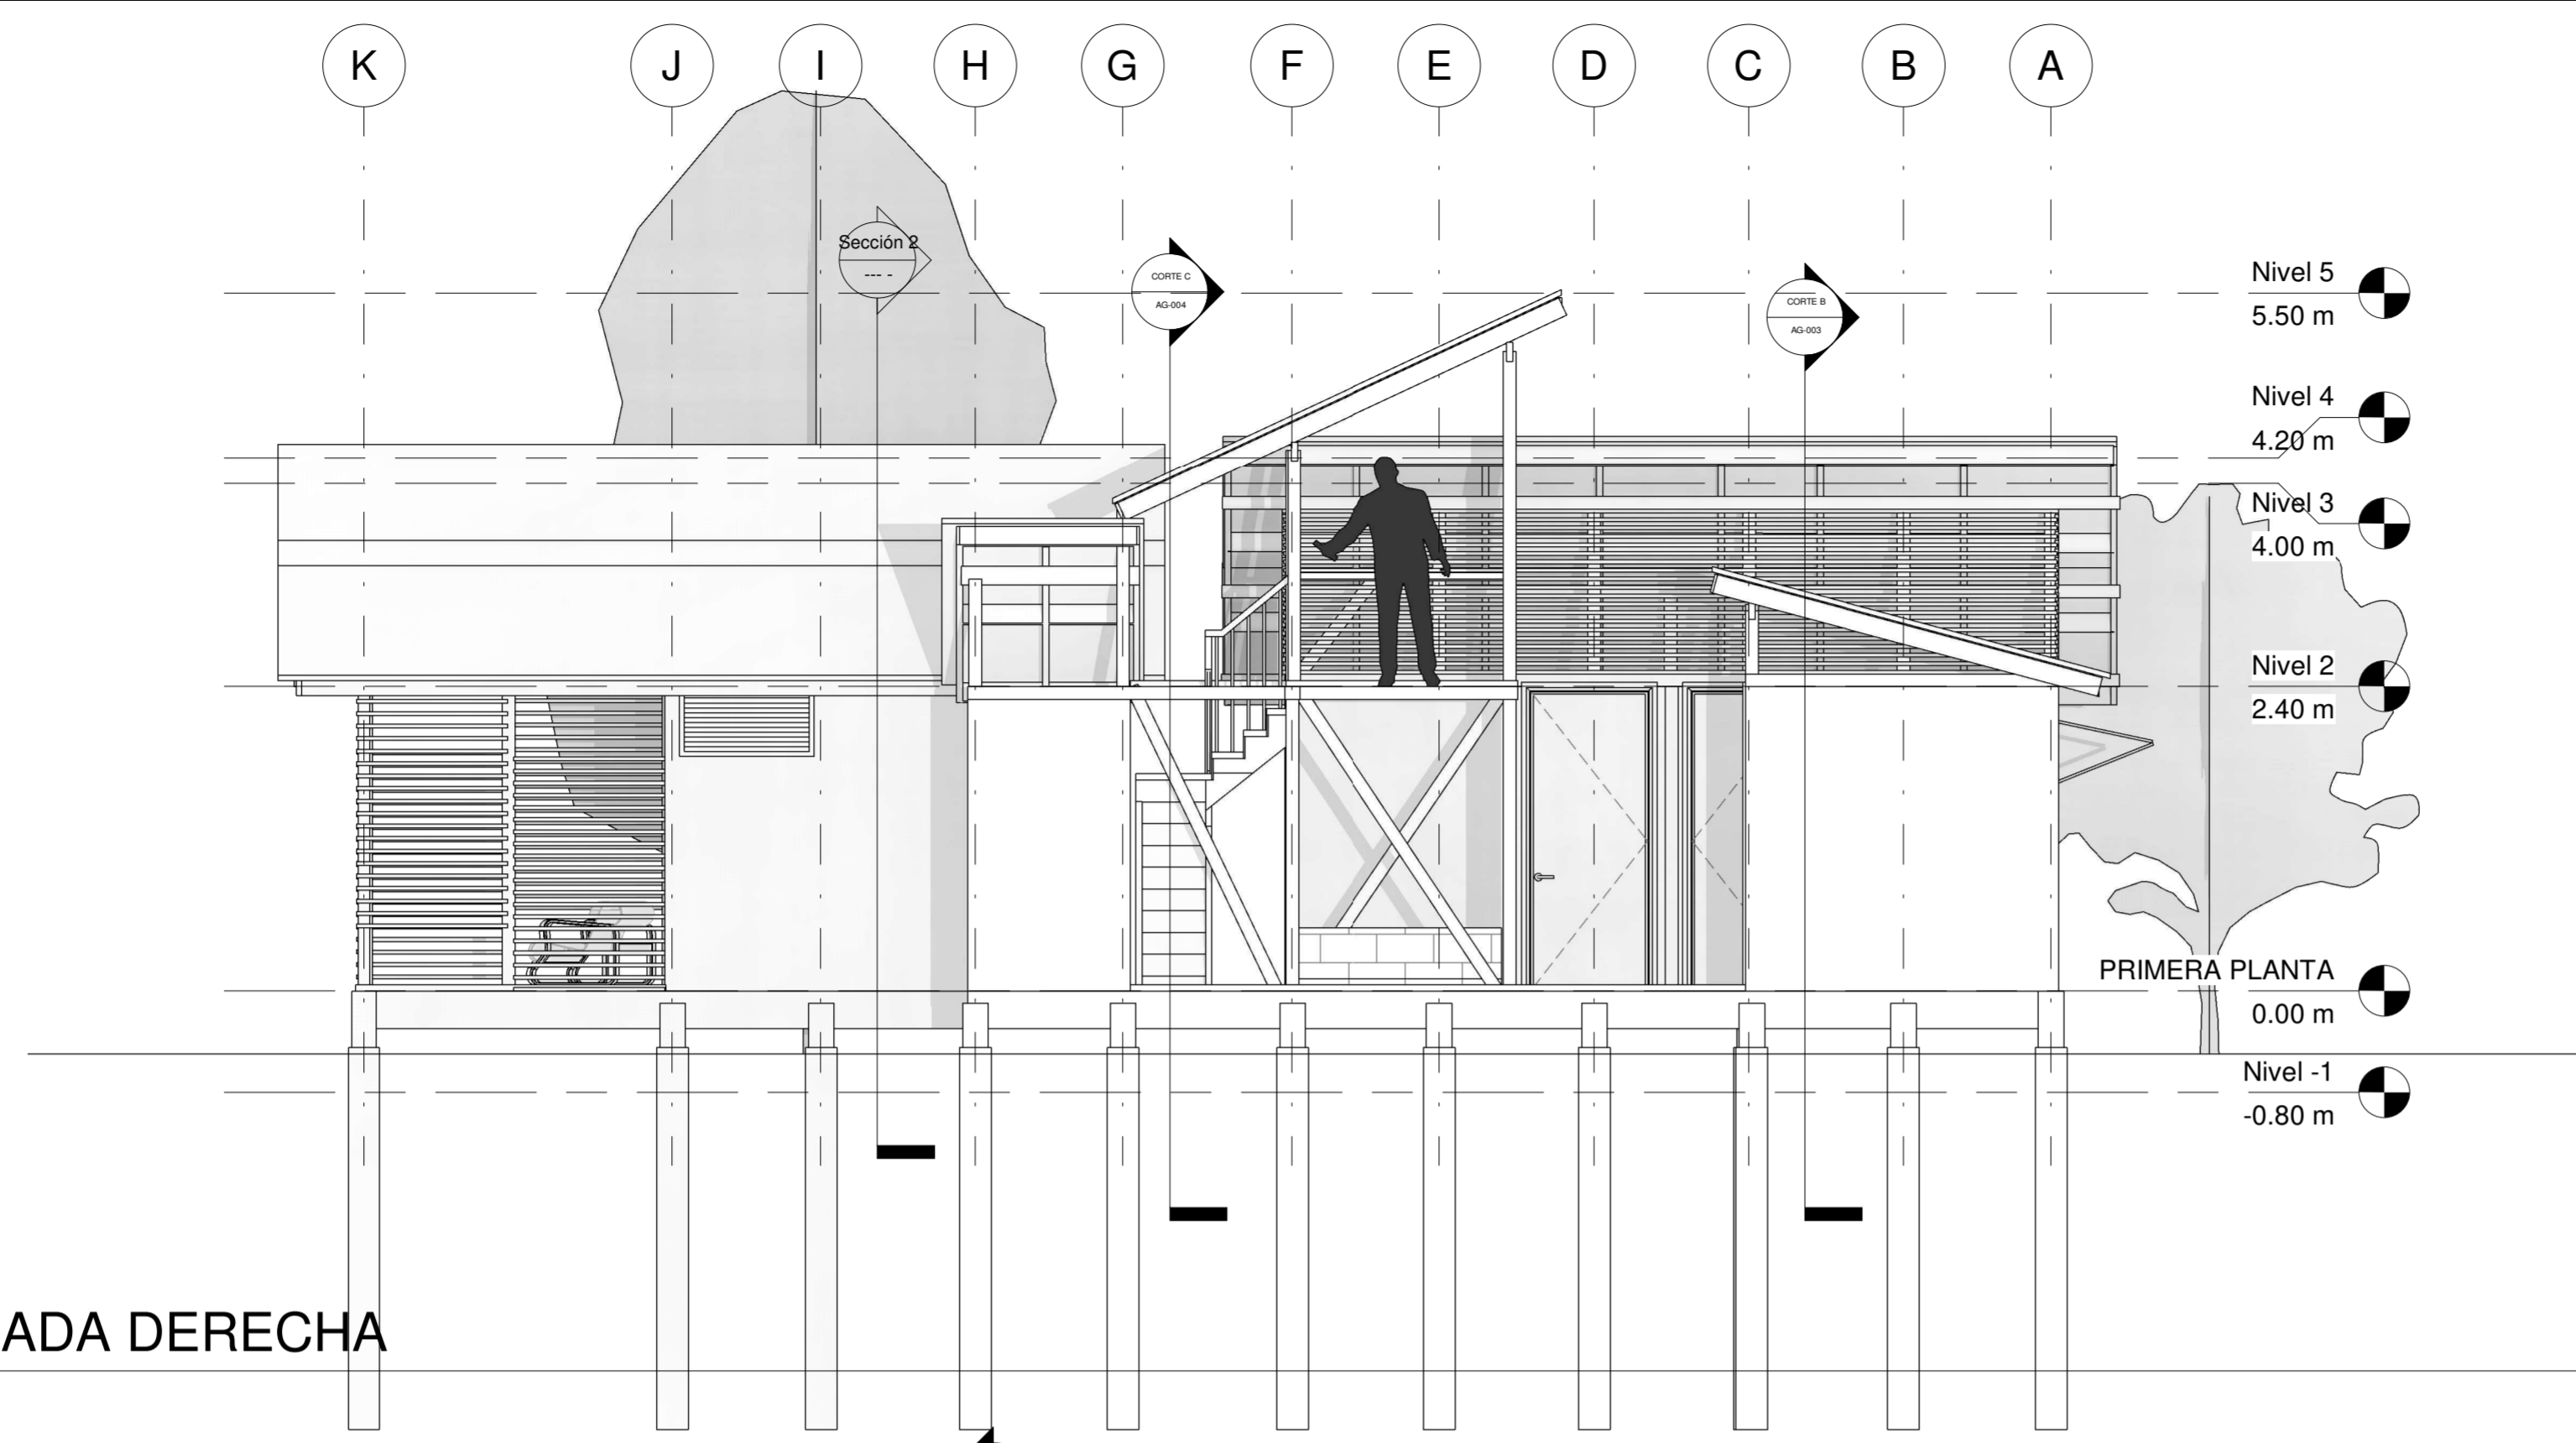 K J I H G F E D C B A
Sección 2
--- -
CORTE C
AG-004
CORTE B
AG-003
Nivel 5
5.50 m
Nivel 4
4.20 m
Nivel 3
4.00 m
Nivel 2
2.40 m
PRIMERA PLANTA
0.00 m
Nivel -1
-0.80 m
ADA DERECHA